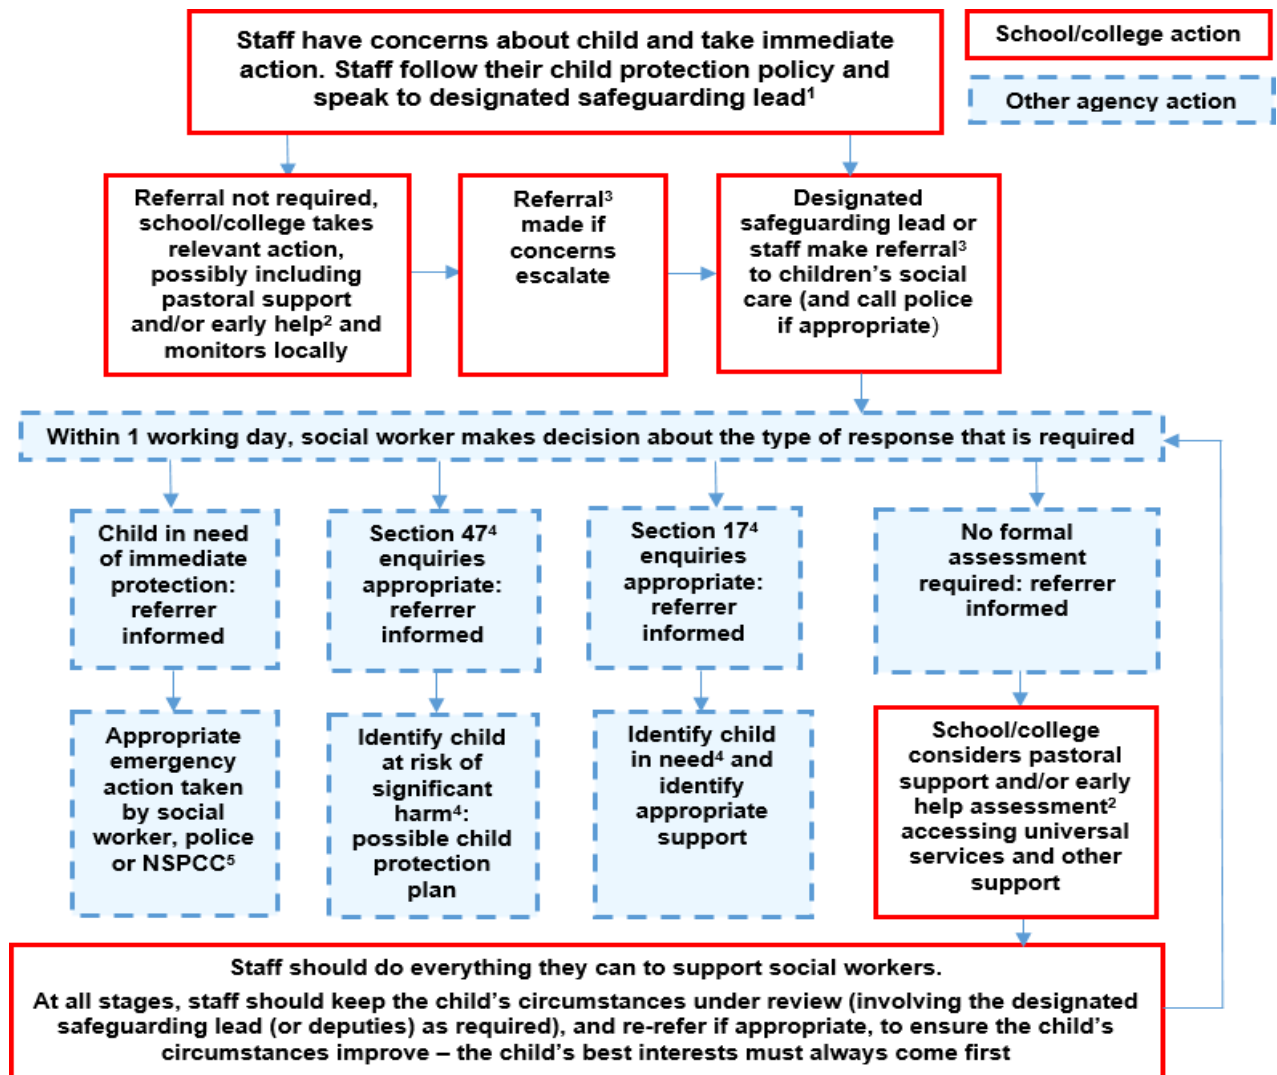 Staff have concerns about child and take immediate
action. Staff follow their child protection policy and
speak to designated safeguarding lead¹
School/college action
Other agency action
Referral not required,
school/college takes
relevant action,
possibly including
pastoral support
and/or early help² and
monitors locally
Referral³
made if
concerns
escalate
Designated
safeguarding lead or
staff make referral³
to children’s social
care (and call police
if appropriate)
Within 1 working day, social worker makes decision about the type of response that is required
Child in need
of immediate
protection:
referrer
informed
Section 47⁴
enquiries
appropriate:
referrer
informed
Section 17⁴
enquiries
appropriate:
referrer
informed
No formal
assessment
required: referrer
informed
Appropriate
emergency
action taken
by social
worker, police
or NSPCC⁵
Identify child
at risk of
significant
harm⁴:
possible child
protection
plan
Identify child
in need⁴ and
identify
appropriate
support
School/college
considers pastoral
support and/or early
help assessment²
accessing universal
services and other
support
Staff should do everything they can to support social workers.
At all stages, staff should keep the child’s circumstances under review (involving the designated
safeguarding lead (or deputies) as required), and re-refer if appropriate, to ensure the child’s
circumstances improve – the child’s best interests must always come first